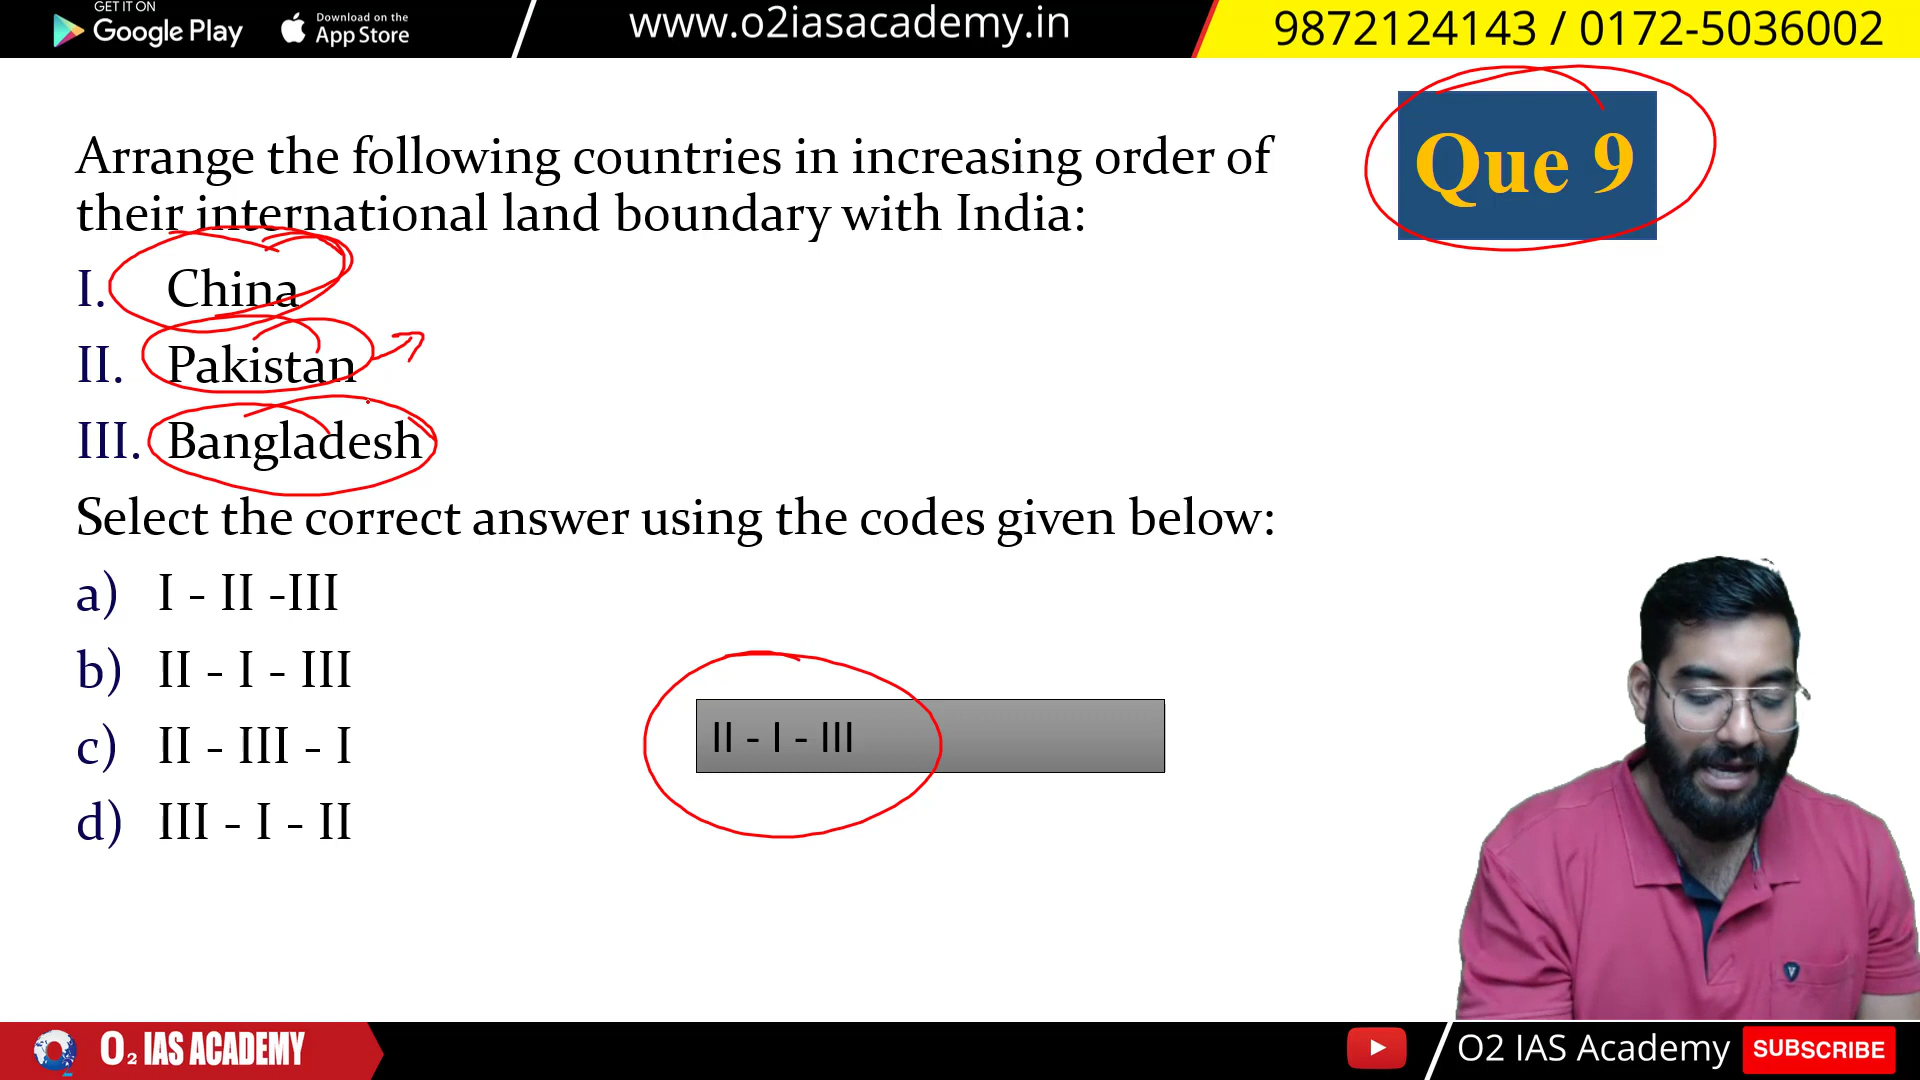 GET IT ON
Google Play
Download on the
App Store
www.o2iasacademy.in
9872124143 / 0172-5036002
Que 9
Arrange the following countries in increasing order of
their international land boundary with India:
I. China
II. Pakistan
III. Bangladesh
Select the correct answer using the codes given below:
a) I - II -III
b) II - I - III
c) II - III - I
d) III - I - II
II - I - III
O2 IAS ACADEMY
O2 IAS Academy
SUBSCRIBE